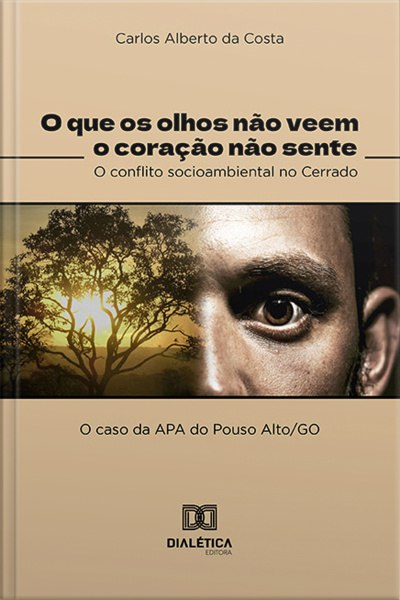 Carlos Alberto da Costa
O que os olhos não veem
o coração não sente
O conflito socioambiental no Cerrado
O caso da APA do Pouso Alto/GO
DIALÉTICA
EDITORA